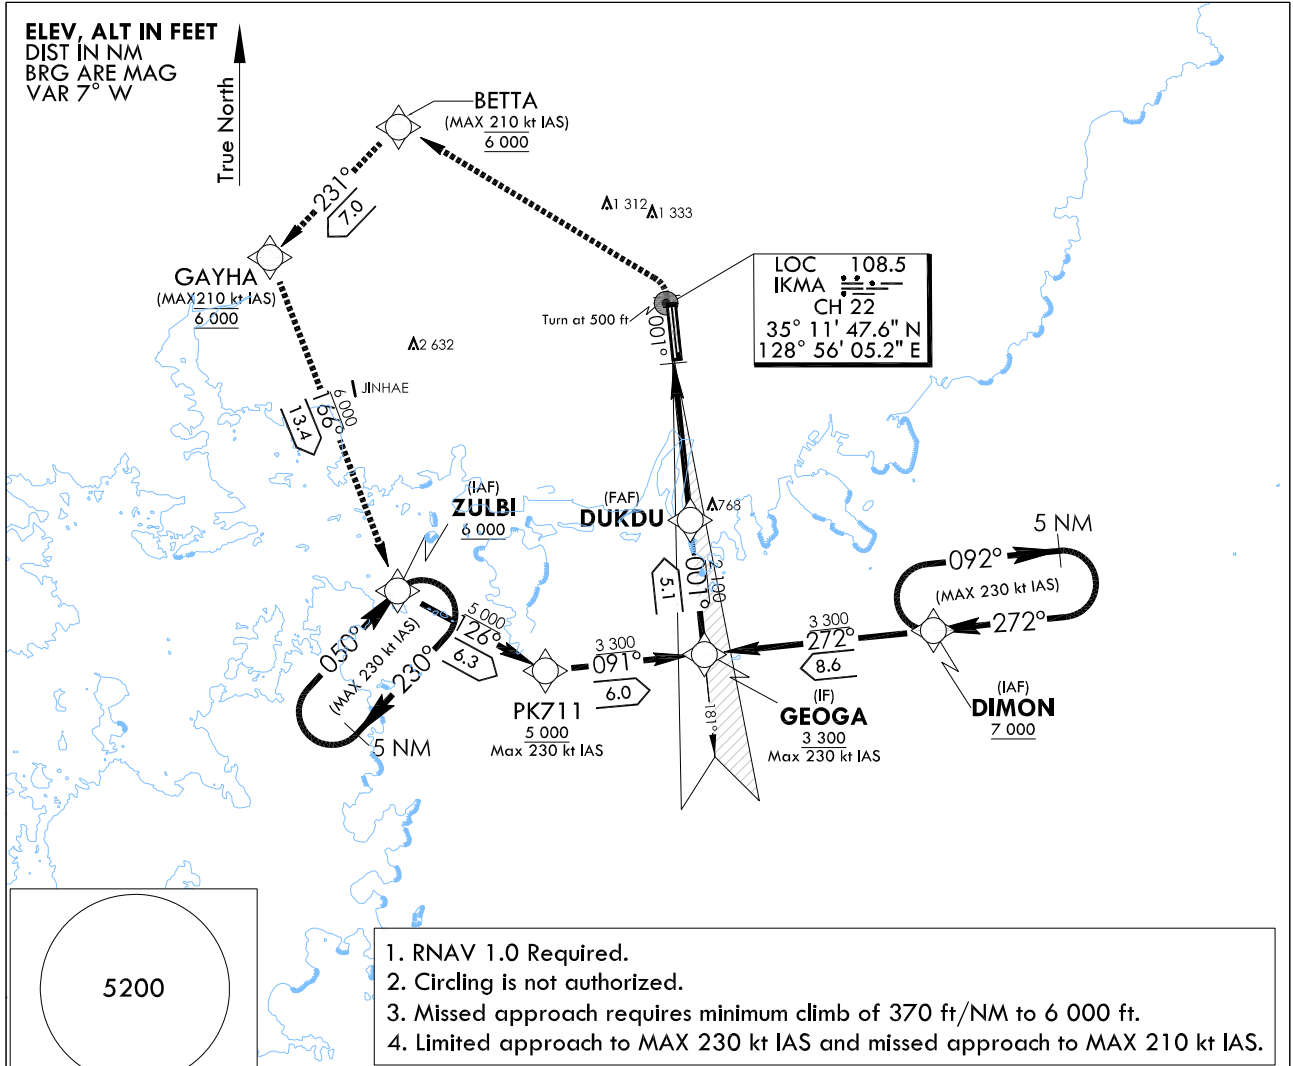 ELEV, ALT IN FEET
DIST IN NM
BRG ARE MAG
VAR 7° W
True North
BETTA
(MAX 210 kt IAS)
6 000
231°
7.0
1 312
1 333
GAYHA
(MAX210 kt IAS)
6 000
LOC 108.5
IKMA
CH 22
35° 11' 47.6" N
128° 56' 05.2" E
Turn at 500 ft
001°
2 632
JINHAE
6 000
166°
13.4
(IAF)
ZULBI
6 000
(FAF)
DUKDU
768
5 NM
092°
(MAX 230 kt IAS)
272°
2 100
001°
5.1
050°
(MAX 230 kt IAS)
230°
5 NM
5 000
126°
6.3
3 300
091°
6.0
3 300
272°
8.6
PK711
5 000
Max 230 kt IAS
181°
(IF)
GEOGA
3 300
Max 230 kt IAS
(IAF)
DIMON
7 000
5200
1. RNAV 1.0 Required.
2. Circling is not authorized.
3. Missed approach requires minimum climb of 370 ft/NM to 6 000 ft.
4. Limited approach to MAX 230 kt IAS and missed approach to MAX 210 kt IAS.